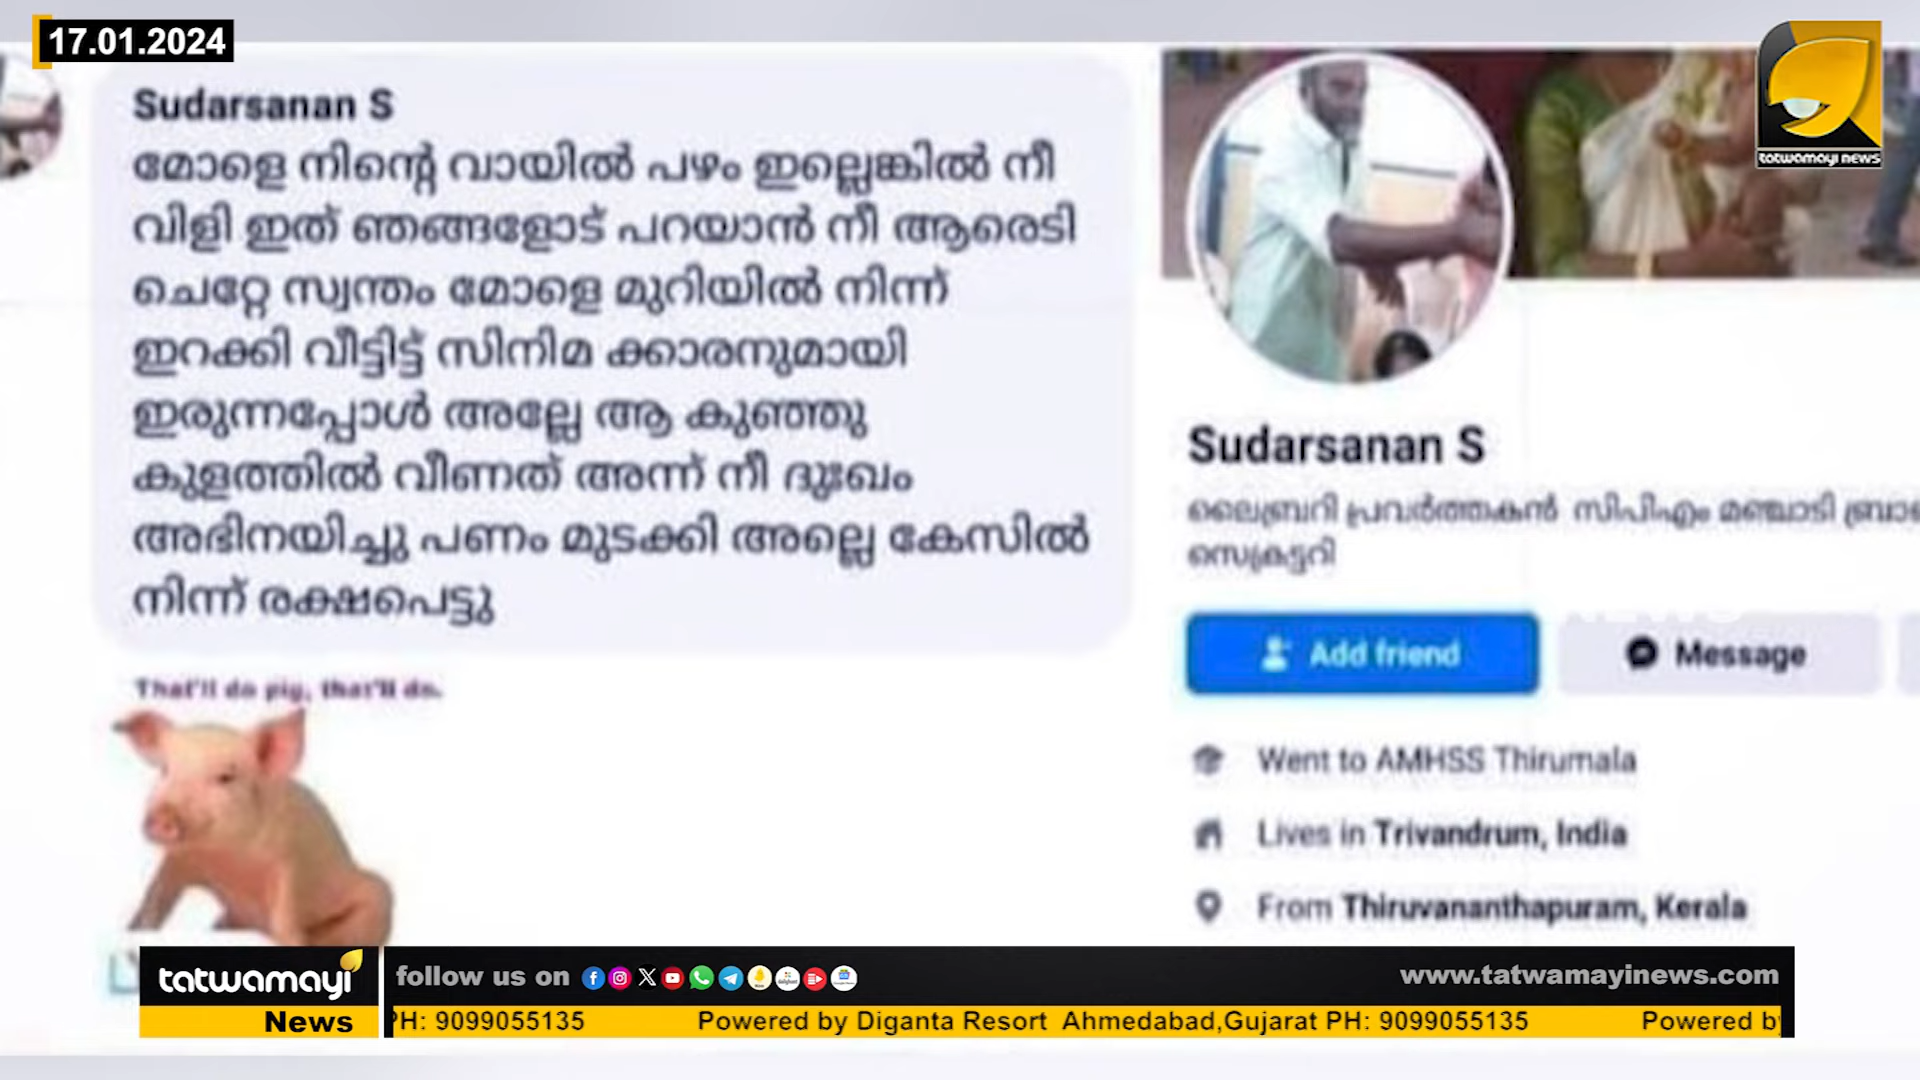 17.01.2024
Sudarsanan S
മോളെ നിന്റെ വായിൽ പഴം ഇല്ലെങ്കിൽ നീ
വിളി ഇത് ഞങ്ങളോട് പറയാൻ നീ ആരെടി
ചെറ്റേ സ്വന്തം മോളെ മുറിയിൽ നിന്ന്
ഇറക്കി വീട്ടിട്ട് സിനിമ ക്കാരനുമായി
ഇരുന്നപ്പോൾ അല്ലേ ആ കുഞ്ഞു
കുളത്തിൽ വീണത് അന്ന് നീ ദുഃഖം
അഭിനയിച്ചു പണം മുടക്കി അല്ലെ കേസിൽ
നിന്ന് രക്ഷപെട്ടു
That'll do pig, that'll do.
tatwamayi news
Sudarsanan S
ലൈബ്രറി പ്രവർത്തകൻ സിപിഎം മഞ്ചാടി
സെക്രട്ടറി
Add friend
Message
Went to AMHSS Thirumala
Lives in Trivandrum, India
From Thiruvananthapuram, Kerala
tatwamayi
News
follow us on
www.tatwamayinews.com
PH: 9099055135 Powered by Diganta Resort Ahmedabad,Gujarat PH: 9099055135 Powered by